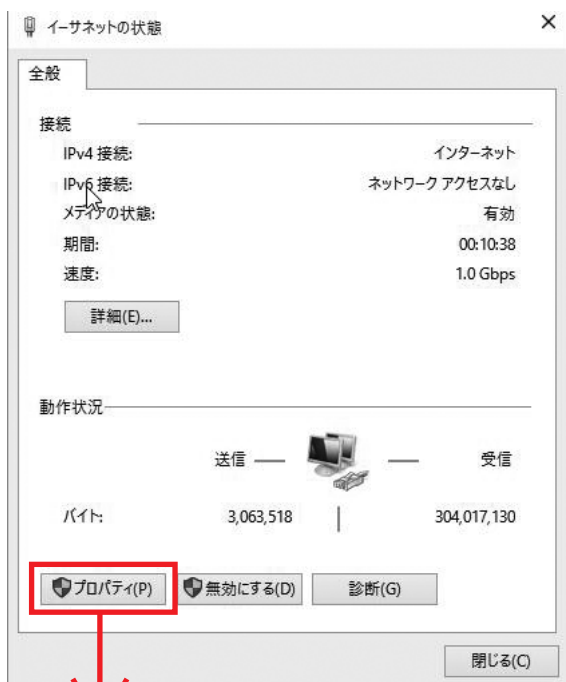 イーサネットの状態
全般
接続
IPv4 接続: インターネット
IPv6 接続: ネットワーク アクセスなし
メディアの状態: 有効
期間: 00:10:38
速度: 1.0 Gbps
詳細(E)...
動作状況
送信 受信
バイト: 3,063,518 304,017,130
プロパティ(P) 無効にする(D) 診断(G)
閉じる(C)